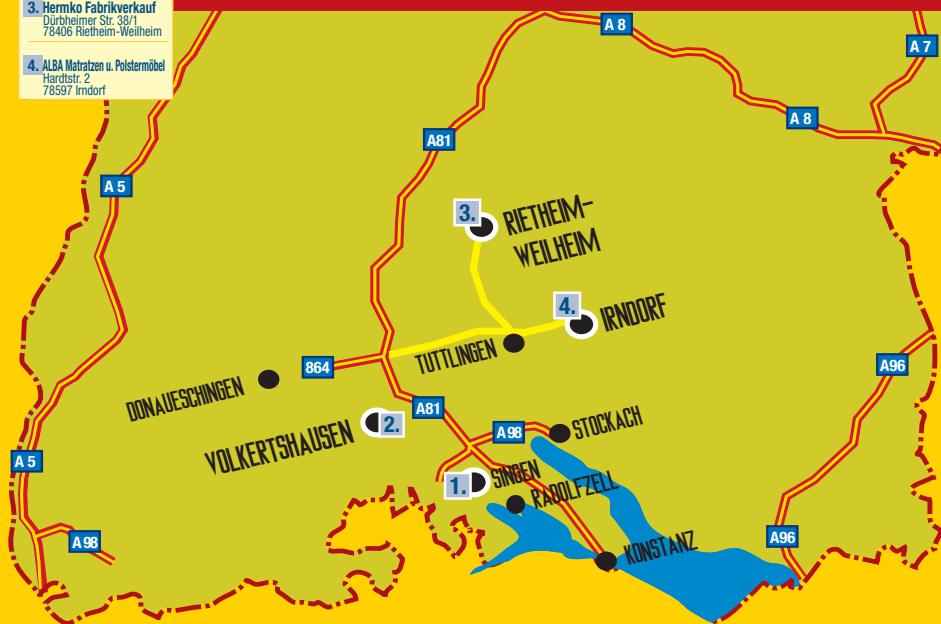 3. Hermko Fabrikverkauf
Dürbheimer Str. 38/1
78406 Rietheim-Weilheim
4. ALBA Matratzen u. Polstermöbel
Hardtstr. 2
78597 Irndorf
A 8
A 7
A 8
A81
A 5
3.
RIETHEIM-
WEILHEIM
4.
IRNDORF
TUTTLINGEN
864
A96
DONAUESCHINGEN
A81
2.
VOLKERTSHAUSEN
A98
STOCKACH
A 5
1.
SINGEN
RADOLFZELL
A 98
A96
KONSTANZ